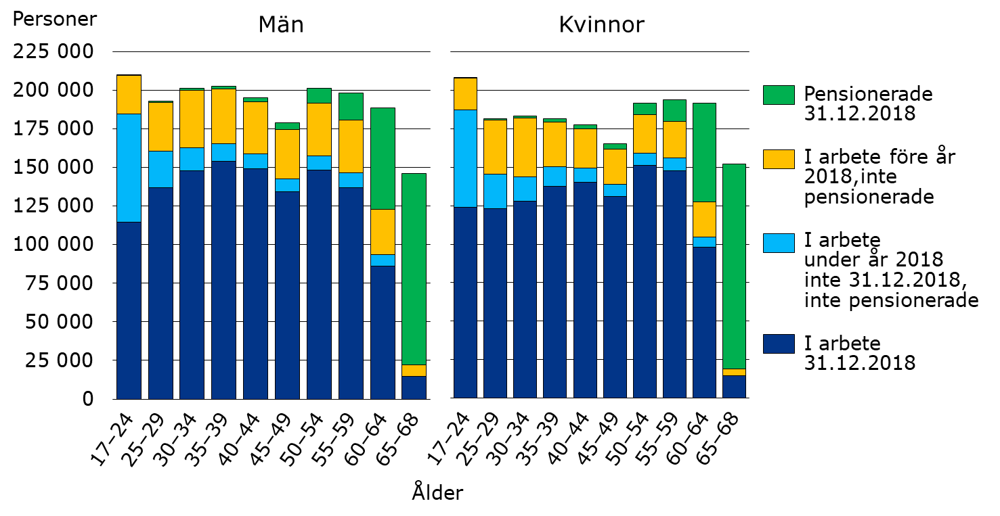 Personer
Män
Kvinnor
225 000
200 000
175 000
150 000
125 000
100 000
75 000
50 000
25 000
0
17–24
25–29
30–34
35–39
40–44
45–49
50–54
55–59
60–64
65–68
17–24
25–29
30–34
35–39
40–44
45–49
50–54
55–59
60–64
65–68
Ålder
Pensionerade
31.12.2018
I arbete före år
2018,inte
pensionerade
I arbete
under år 2018
inte 31.12.2018,
inte pensionerade
I arbete
31.12.2018